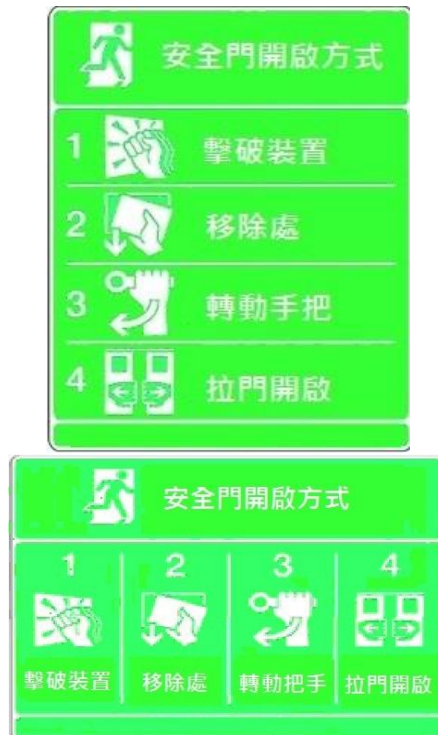 安全門開啟方式
1 擊破裝置
2 移除處
3 轉動手把
4 拉門開啟
安全門開啟方式
1 2 3 4
擊破裝置 移除處 轉動把手 拉門開啟